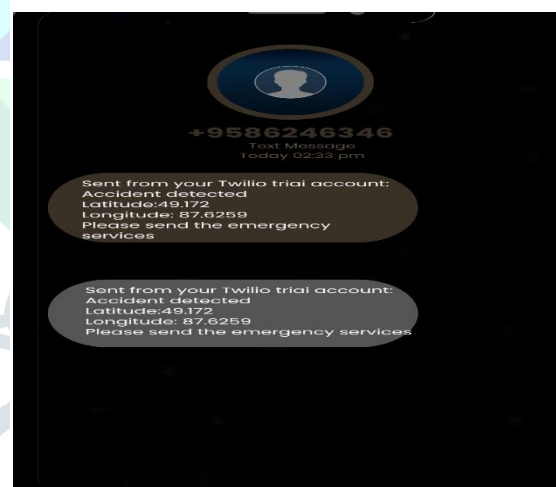 +9586246346
Text Message
Today 02:33 pm
Sent from your Twilio triai account:
Accident detected
Latitude:49.172
Longitude: 87.6259
Please send the emergency
services
Sent from your Twilio trial account:
Accident detected
Latitude:49.172
Longitude: 87.6259
Please send the emergency services